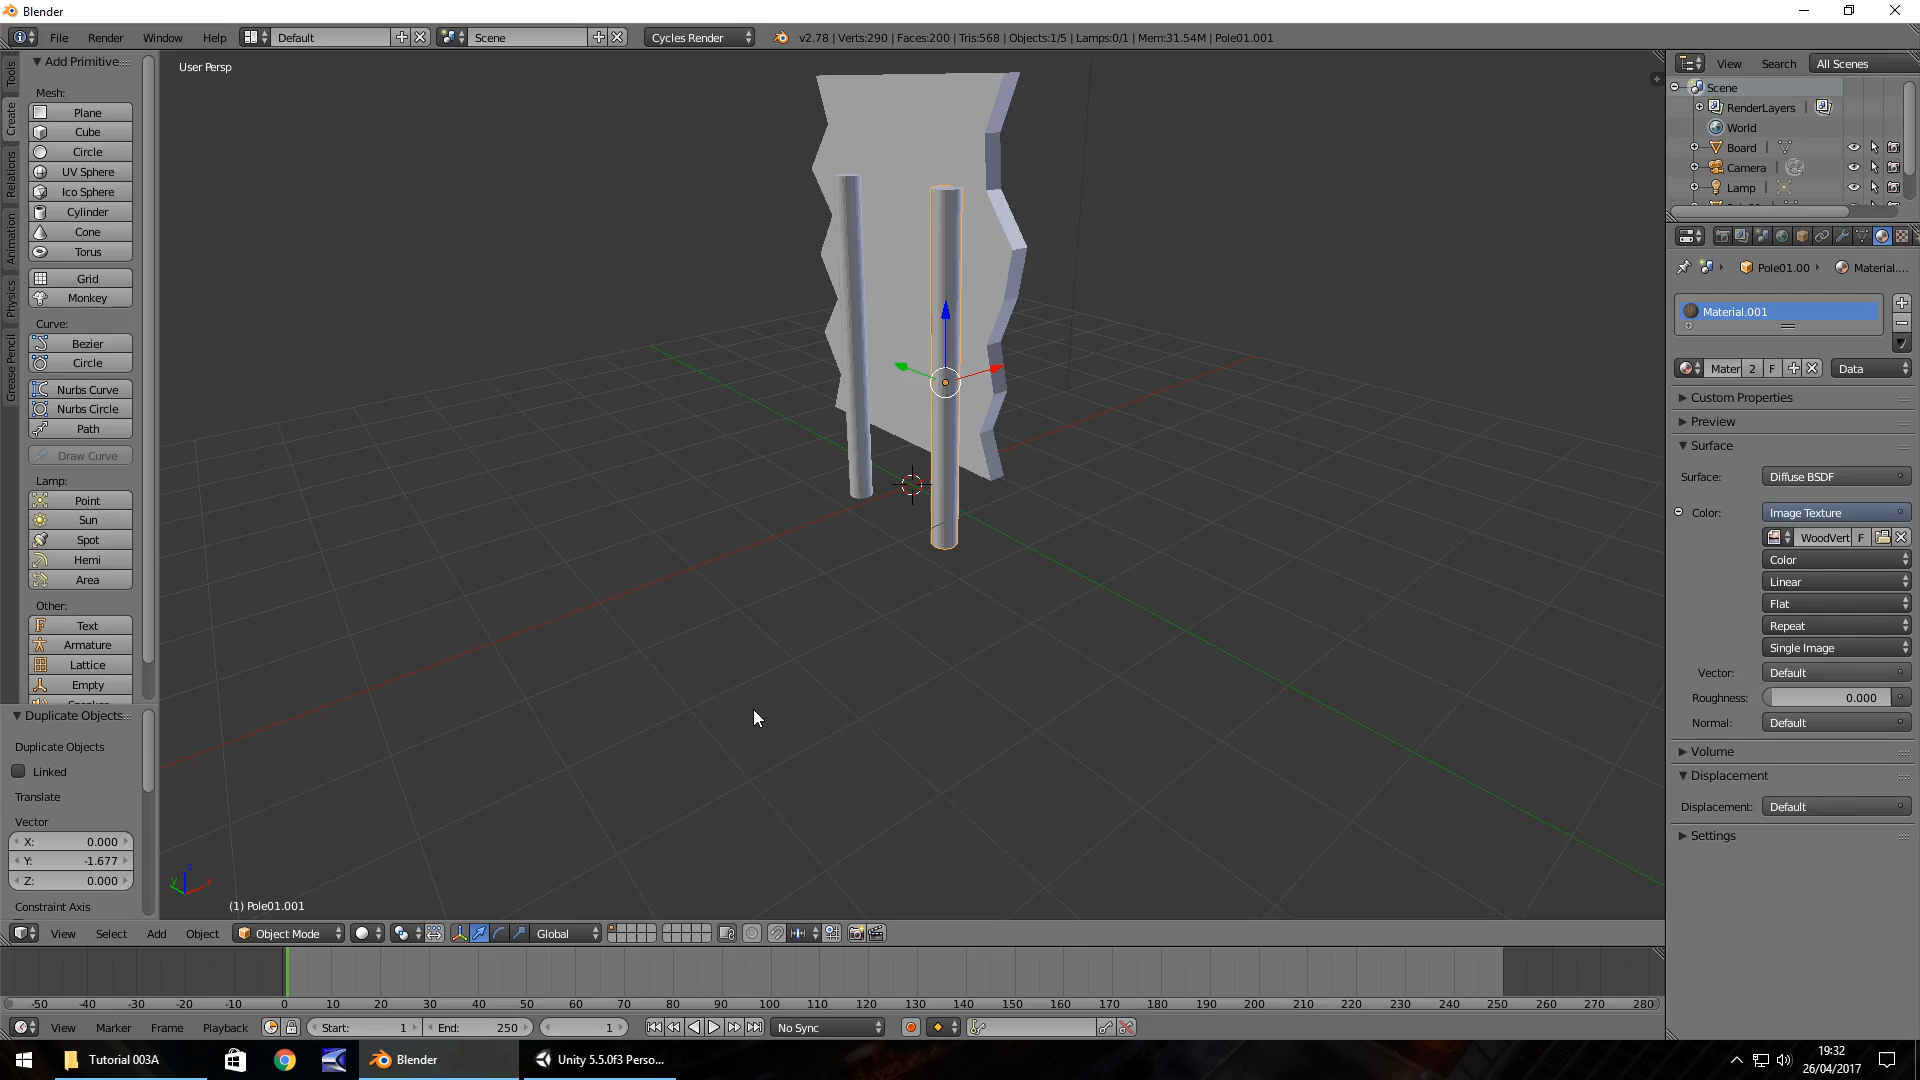 Blender
File Render Window Help Default Scene Cycles Render v2.78 | Verts:290 | Faces:200 | Tris:568 | Objects:1/5 | Lamps:0/1 | Mem:31.54M | Pole01.001
Tools
Create
Relations
Animation
Physics
Grease Pencil
Add Primitive
Mesh:
Plane
Cube
Circle
UV Sphere
Ico Sphere
Cylinder
Cone
Torus
Grid
Monkey
Curve:
Bezier
Circle
Nurbs Curve
Nurbs Circle
Path
Draw Curve
Lamp:
Point
Sun
Spot
Hemi
Area
Other:
Text
Armature
Lattice
Empty
Duplicate Objects
Duplicate Objects
Linked
Translate
Vector
X: 0.000
Y: -1.677
Z: 0.000
Constraint Axis
User Persp
z
y x
(1) Pole01.001
View Select Add Object Object Mode Global
-50 -40 -30 -20 -10 0 10 20 30 40 50 60 70 80 90 100 110 120 130 140 150 160 170 180 190 200 210 220 230 240 250 260 270 280
View Marker Frame Playback Start: 1 End: 250 1 No Sync
View Search All Scenes
Scene
RenderLayers |
World
Board |
Camera |
Lamp |
Pole01.00 Material....
Material.001
Mater 2 F Data
Custom Properties
Preview
Surface
Surface: Diffuse BSDF
Color: Image Texture
WoodVert F
Color
Linear
Flat
Repeat
Single Image
Vector: Default
Roughness: 0.000
Normal: Default
Volume
Displacement
Displacement: Default
Settings
Tutorial 003A Blender Unity 5.5.0f3 Perso...
19:32
26/04/2017